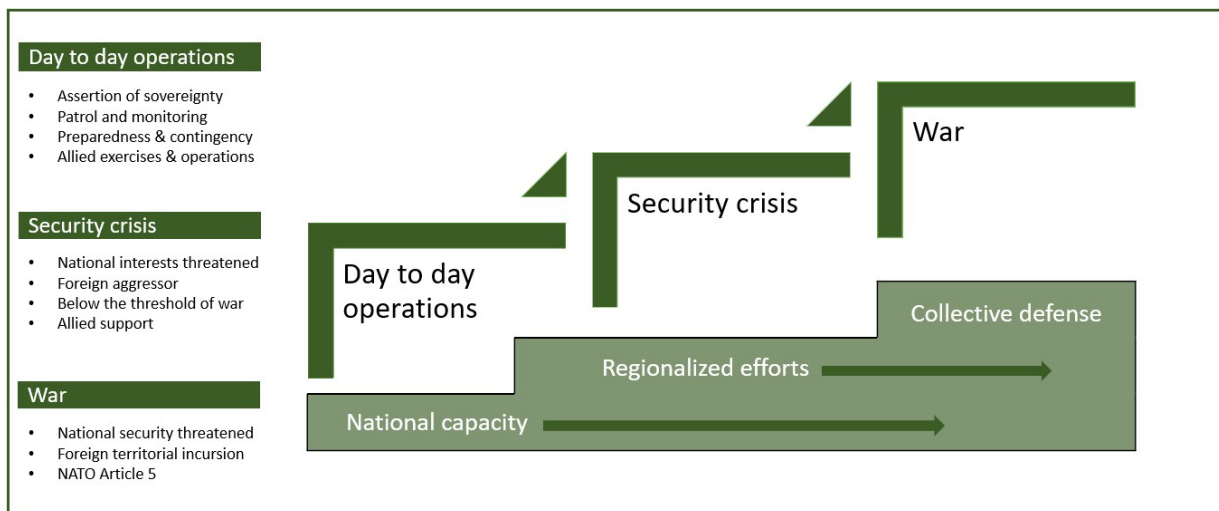 Day to day operations
• Assertion of sovereignty
• Patrol and monitoring
• Preparedness & contingency
• Allied exercises & operations
Security crisis
• National interests threatened
• Foreign aggressor
• Below the threshold of war
• Allied support
War
• National security threatened
• Foreign territorial incursion
• NATO Article 5
Day to day
operations
Security crisis
War
National capacity
Regionalized efforts
Collective defense